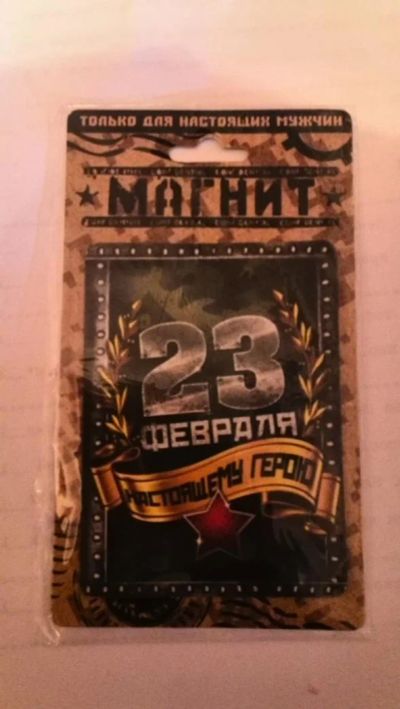 ТОЛЬКО ДЛЯ НАСТОЯЩИХ МУЖЧИН
МАГНИТ
23
ФЕВРАЛЯ
НАСТОЯЩЕМУ ГЕРОЮ